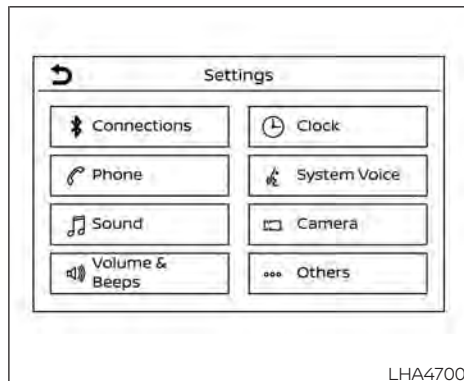 Settings
Connections
Clock
Phone
System Voice
Sound
Camera
Volume &
Beeps
Others
LHA4700